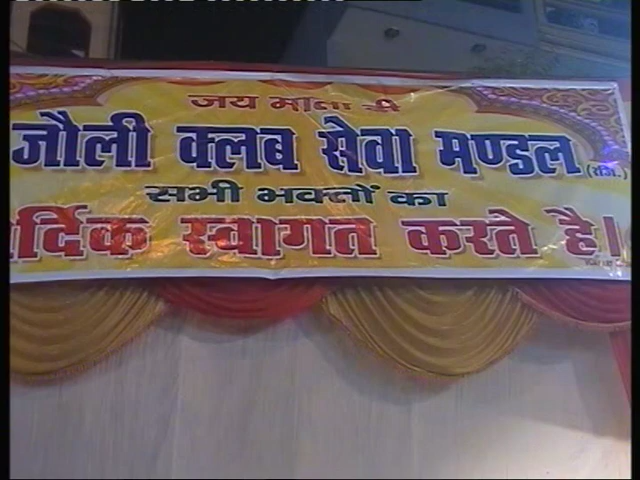 जय माता दी
जौली क्लब सेवा मण्डल (रजि.)
सभी भक्तों का
र्दिक स्वागत करते है।